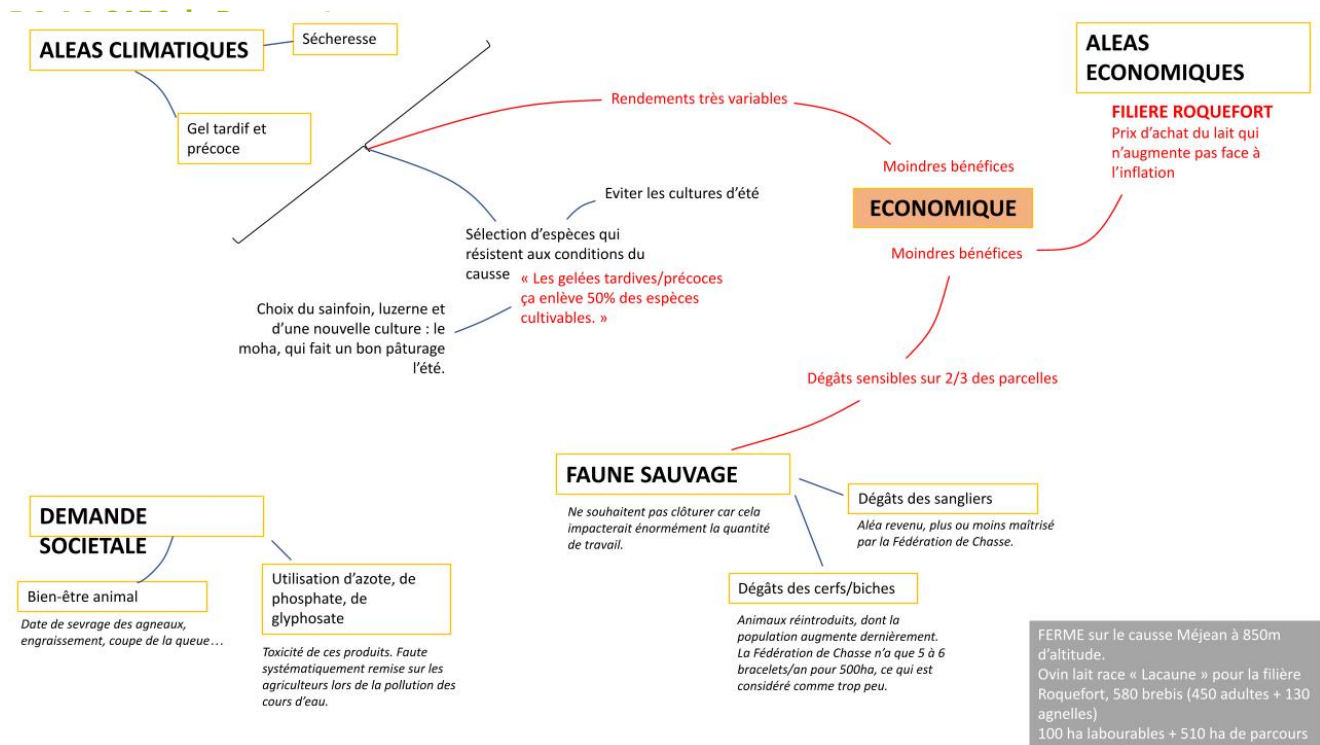 ALEAS CLIMATIQUES
Sécheresse
Gel tardif et
précoce
Rendements très variables
ALEAS
ECONOMIQUES
FILIERE ROQUEFORT
Prix d'achat du lait qui
n'augmente pas face à
l'inflation
Moindres bénéfices
ECONOMIQUE
Moindres bénéfices
Eviter les cultures d'été
Sélection d'espèces qui
résistent aux conditions du
causse
« Les gelées tardives/précoces
ça enlève 50% des espèces
cultivables. »
Choix du sainfoin, luzerne et
d'une nouvelle culture : le
moha, qui fait un bon pâturage
l'été.
Dégâts sensibles sur 2/3 des parcelles
FAUNE SAUVAGE
Ne souhaitent pas clôturer car cela
impacterait énormément la quantité
de travail.
Dégâts des sangliers
Aléa revenu, plus ou moins maîtrisé
par la Fédération de Chasse.
Dégâts des cerfs/biches
Animaux réintroduits, dont la
population augmente dernièrement.
La Fédération de Chasse n'a que 5 à 6
bracelets/an pour 500ha, ce qui est
considéré comme trop peu.
DEMANDE
SOCIETALE
Bien-être animal
Date de sevrage des agneaux,
engraissement, coupe de la queue…
Utilisation d'azote, de
phosphate, de
glyphosate
Toxicité de ces produits. Faute
systématiquement remise sur les
agriculteurs lors de la pollution des
cours d'eau.
FERME sur le causse Méjean à 850m
d'altitude.
Ovin lait race « Lacaune » pour la filière
Roquefort, 580 brebis (450 adultes + 130
agnelles)
100 ha labourables + 510 ha de parcours